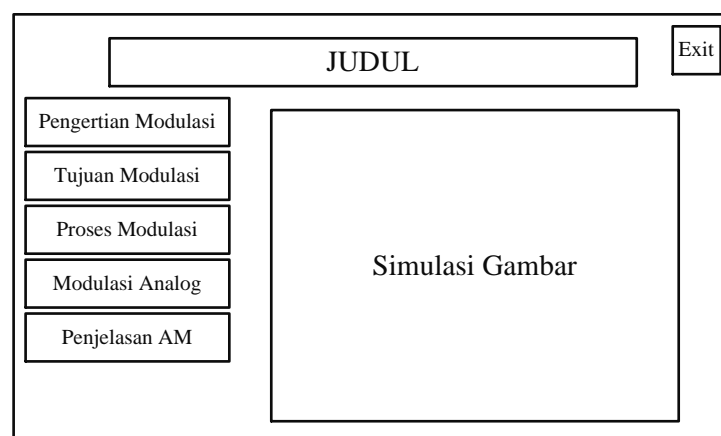 JUDUL
Exit
Pengertian Modulasi
Tujuan Modulasi
Proses Modulasi
Modulasi Analog
Penjelasan AM
Simulasi Gambar